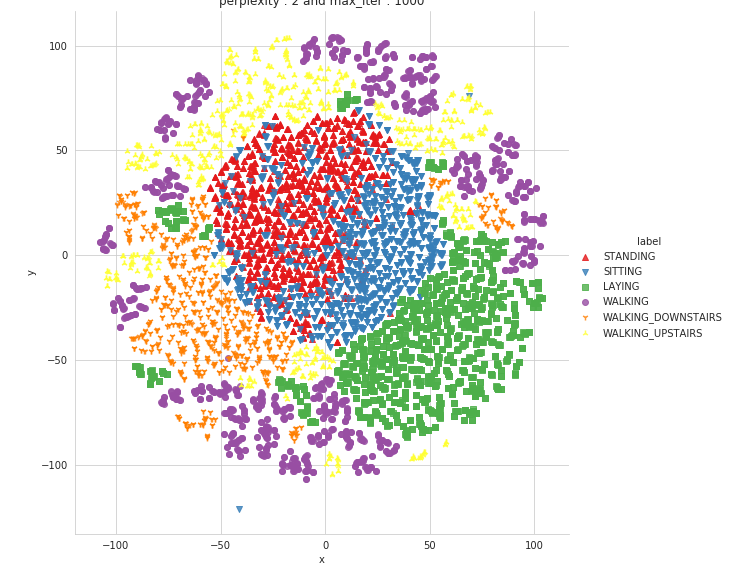 perplexity : 2 and max_iter : 1000
100
50
0
−50
−100
y
−100
−50
0
50
100
x
label
STANDING
SITTING
LAYING
WALKING
WALKING_DOWNSTAIRS
WALKING_UPSTAIRS